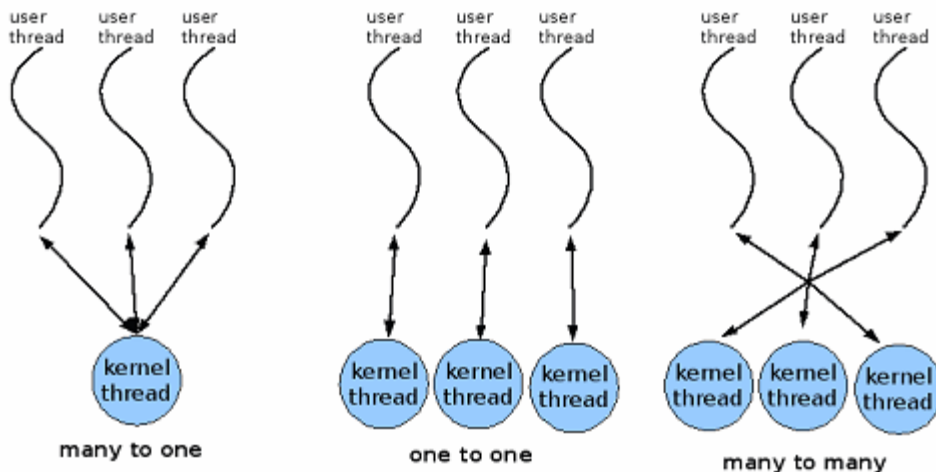 user user user
thread thread thread
kernel
thread
many to one
user user user
thread thread thread
kernel kernel kernel
thread thread thread
one to one
user user user
thread thread thread
kernel kernel kernel
thread thread thread
many to many